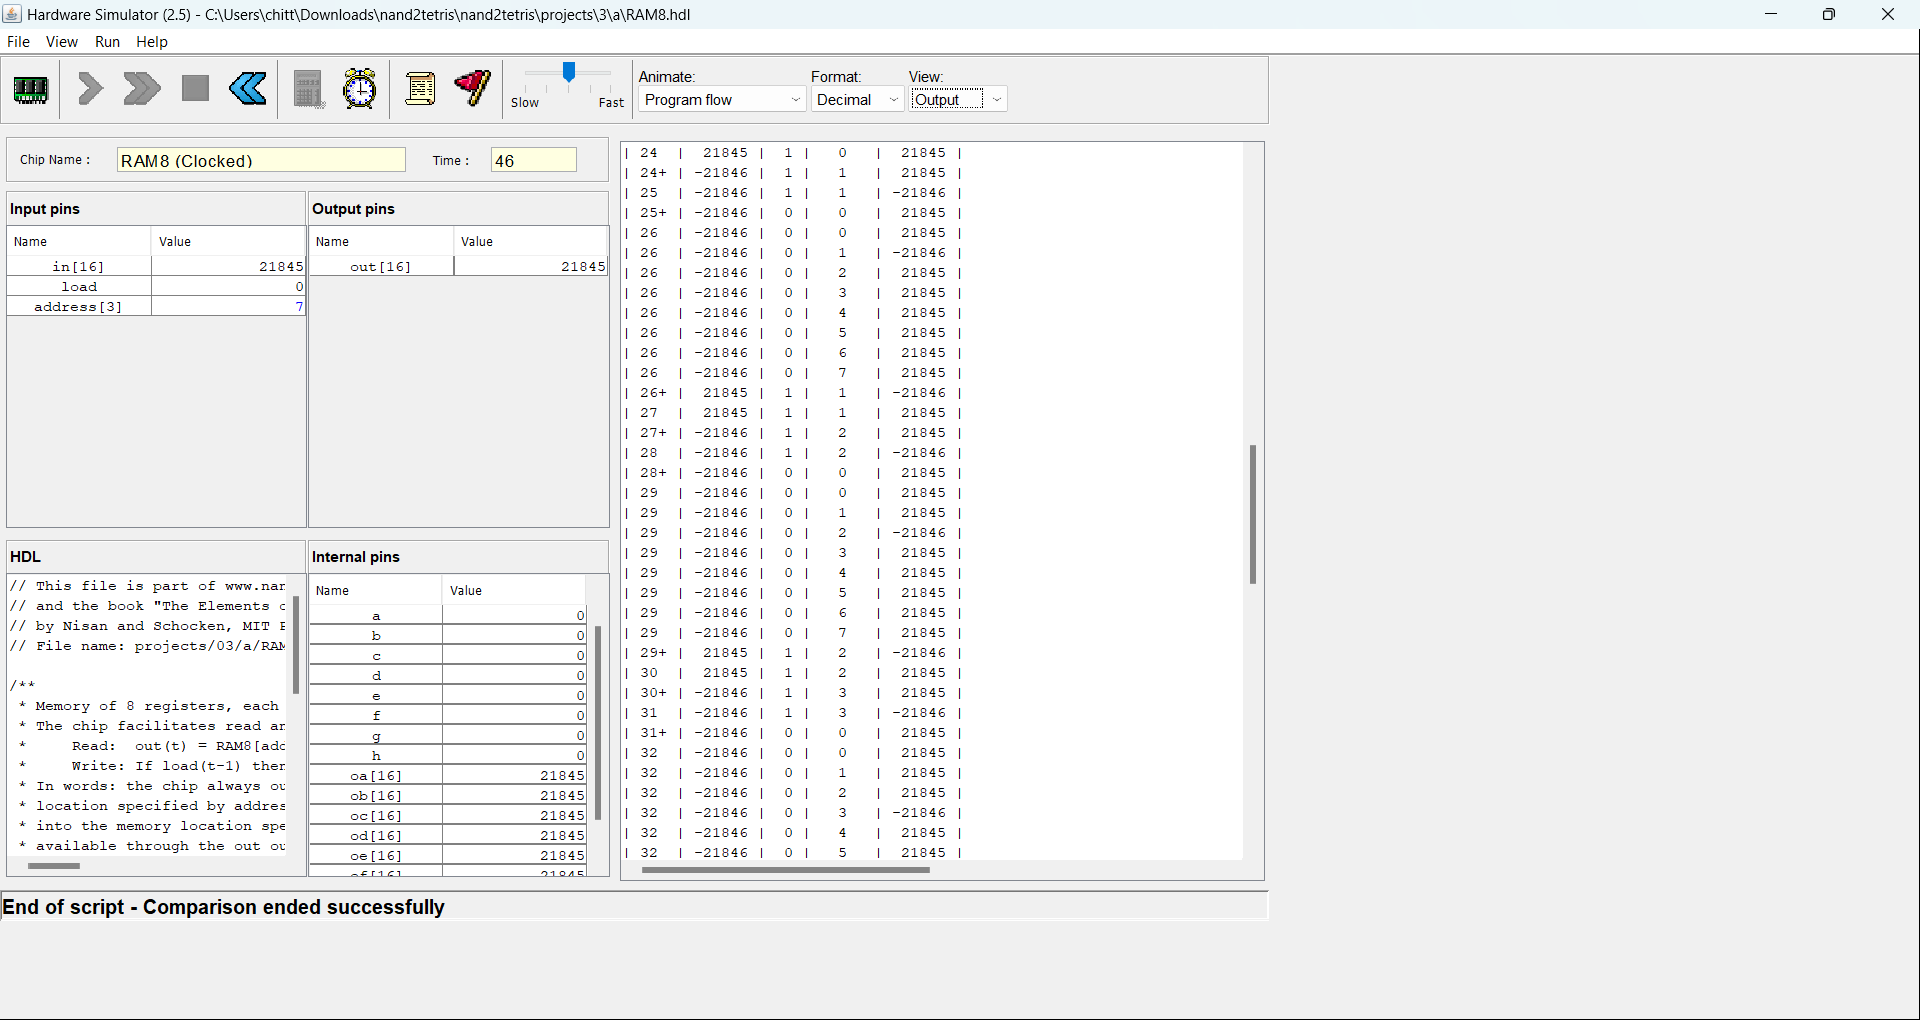 Hardware Simulator (2.5) - C:\Users\chitt\Downloads\nand2tetris\nand2tetris\projects\3\a\RAM8.hdl
File View Run Help
Slow Fast
Animate: Format: View:
Program flow Decimal Output
Chip Name : RAM8 (Clocked) Time : 46
Input pins
Name Value
in[16] 21845
load 0
address[3] 7
Output pins
Name Value
out[16] 21845
HDL
// This file is part of www.nan
// and the book "The Elements o
// by Nisan and Schocken, MIT P
// File name: projects/03/a/RAM
/**
* Memory of 8 registers, each
* The chip facilitates read an
* Read: out(t) = RAM8[add
* Write: If load(t-1) then
* In words: the chip always ou
* location specified by addres
* into the memory location spe
* available through the out ou
Internal pins
Name Value
a 0
b 0
c 0
d 0
e 0
f 0
g 0
h 0
oa[16] 21845
ob[16] 21845
oc[16] 21845
od[16] 21845
oe[16] 21845
of[16] 21845
| 24 | 21845 | 1 | 0 | 21845 |
| 24+ | -21846 | 1 | 1 | 21845 |
| 25 | -21846 | 1 | 1 | -21846 |
| 25+ | -21846 | 0 | 0 | 21845 |
| 26 | -21846 | 0 | 0 | 21845 |
| 26 | -21846 | 0 | 1 | -21846 |
| 26 | -21846 | 0 | 2 | 21845 |
| 26 | -21846 | 0 | 3 | 21845 |
| 26 | -21846 | 0 | 4 | 21845 |
| 26 | -21846 | 0 | 5 | 21845 |
| 26 | -21846 | 0 | 6 | 21845 |
| 26 | -21846 | 0 | 7 | 21845 |
| 26+ | 21845 | 1 | 1 | -21846 |
| 27 | 21845 | 1 | 1 | 21845 |
| 27+ | -21846 | 1 | 2 | 21845 |
| 28 | -21846 | 1 | 2 | -21846 |
| 28+ | -21846 | 0 | 0 | 21845 |
| 29 | -21846 | 0 | 0 | 21845 |
| 29 | -21846 | 0 | 1 | 21845 |
| 29 | -21846 | 0 | 2 | -21846 |
| 29 | -21846 | 0 | 3 | 21845 |
| 29 | -21846 | 0 | 4 | 21845 |
| 29 | -21846 | 0 | 5 | 21845 |
| 29 | -21846 | 0 | 6 | 21845 |
| 29 | -21846 | 0 | 7 | 21845 |
| 29+ | 21845 | 1 | 2 | -21846 |
| 30 | 21845 | 1 | 2 | 21845 |
| 30+ | -21846 | 1 | 3 | 21845 |
| 31 | -21846 | 1 | 3 | -21846 |
| 31+ | -21846 | 0 | 0 | 21845 |
| 32 | -21846 | 0 | 0 | 21845 |
| 32 | -21846 | 0 | 1 | 21845 |
| 32 | -21846 | 0 | 2 | 21845 |
| 32 | -21846 | 0 | 3 | -21846 |
| 32 | -21846 | 0 | 4 | 21845 |
| 32 | -21846 | 0 | 5 | 21845 |
End of script - Comparison ended successfully